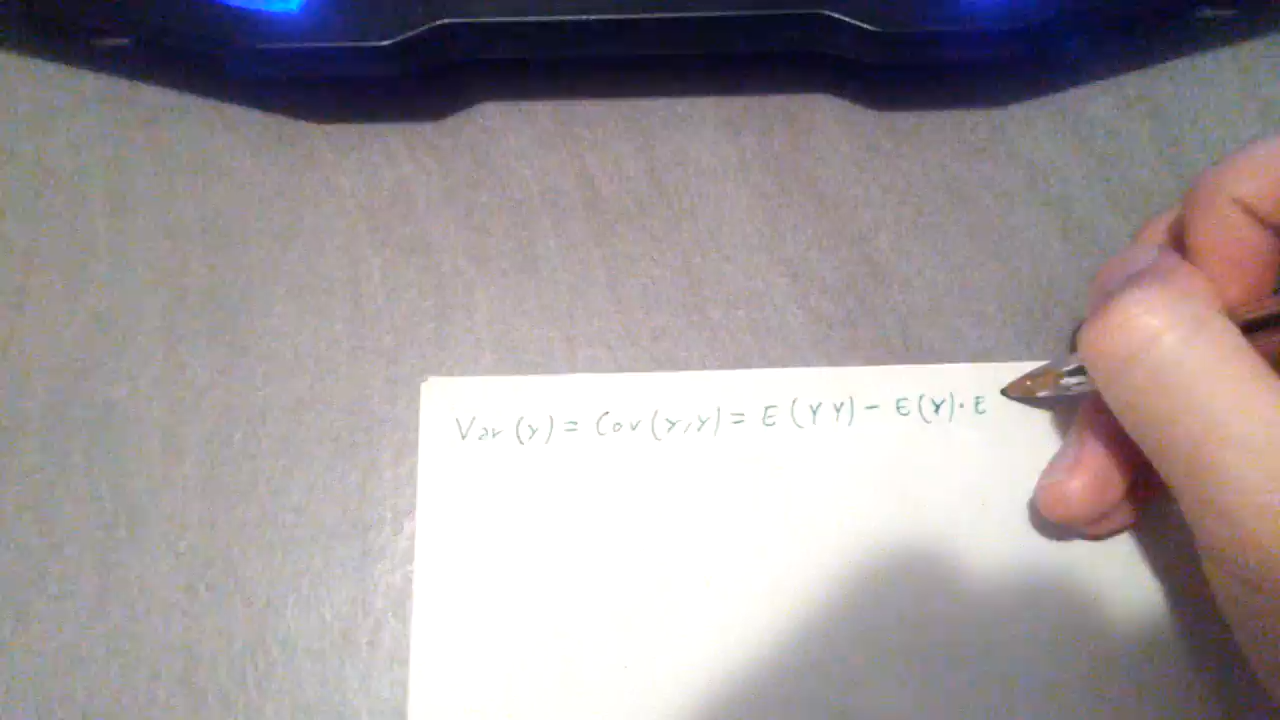 Var (y) = Cov (y,y) = E (Y Y) - E(Y) · E